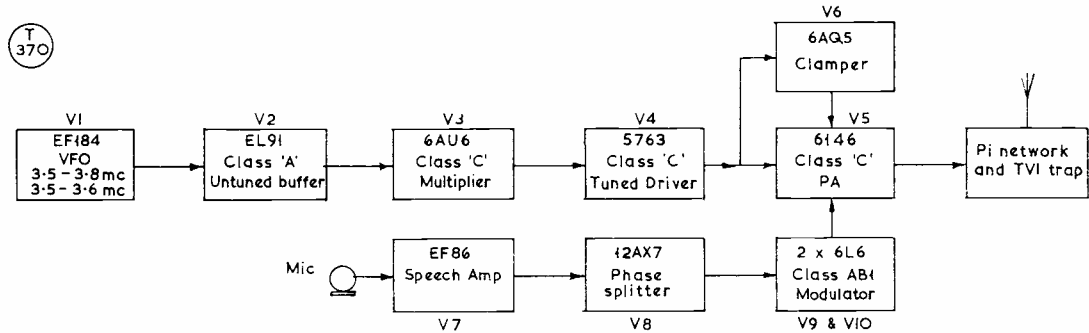 T
370
V6
6AQ5
Clamper
V1
EF184
VFO
3.5 - 3.8 mc
3.5 - 3.6 mc
V2
EL91
Class 'A'
Untuned buffer
V3
6AU6
Class 'C'
Multiplier
V4
5763
Class 'C'
Tuned Driver
V5
6146
Class 'C'
PA
Pi network
and TVI trap
Mic
EF86
Speech Amp
V7
12AX7
Phase
splitter
V8
2 x 6L6
Class AB1
Modulator
V9 & V10